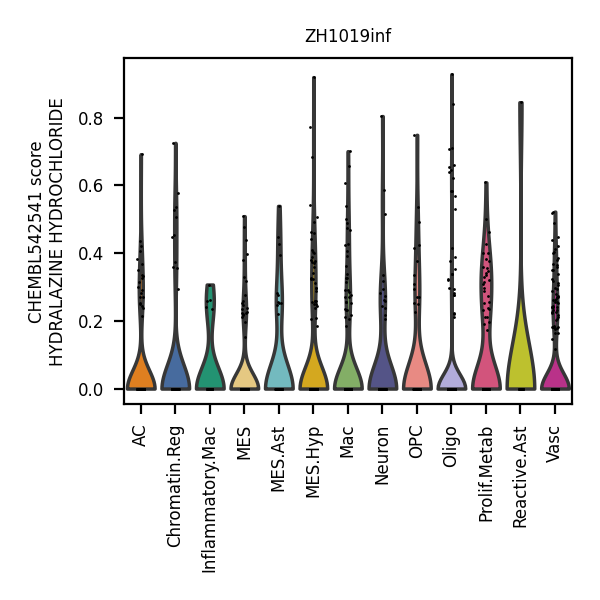 ZH1019inf
CHEMBL542541 score
HYDRALAZINE HYDROCHLORIDE
0.8
0.6
0.4
0.2
0.0
AC
Chromatin.Reg
Inflammatory.Mac
MES
MES.Ast
MES.Hyp
Mac
Neuron
OPC
Oligo
Prolif.Metab
Reactive.Ast
Vasc